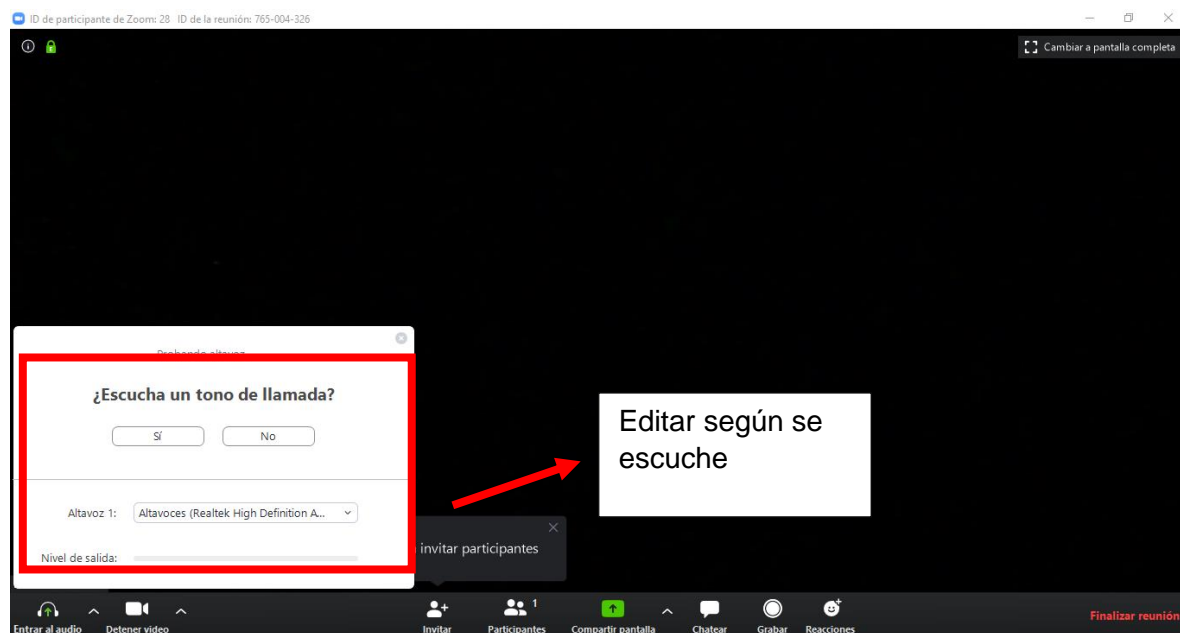 ID de participante de Zoom: 28 ID de la reunión: 765-004-326
Cambiar a pantalla completa
Probando altavoz
¿Escucha un tono de llamada?
Sí No
Altavoz 1: Altavoces (Realtek High Definition A...
Nivel de salida:
Editar según se
escuche
invitar participantes
1
Entrar al audio Detener video Invitar Participantes Compartir pantalla Chatear Grabar Reacciones Finalizar reunión